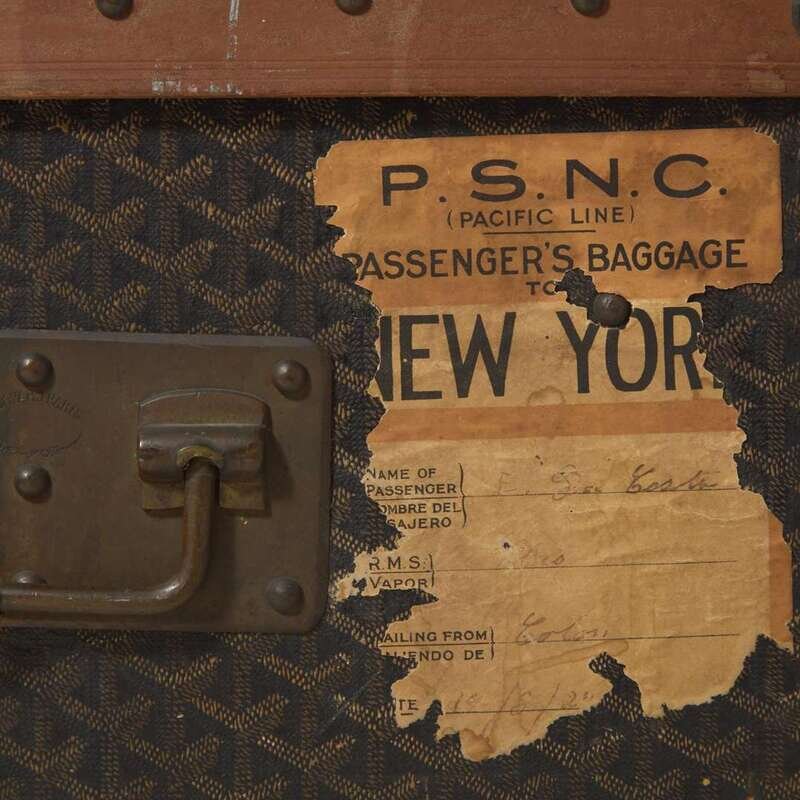 P.S.N.C.
(PACIFIC LINE)
PASSENGER'S BAGGAGE
TO
NEW YOR
NAME OF
PASSENGER
OMBRE DEL
SAJERO
R.M.S.
VAPOR
AILING FROM Colon
LIENDO DE
TE